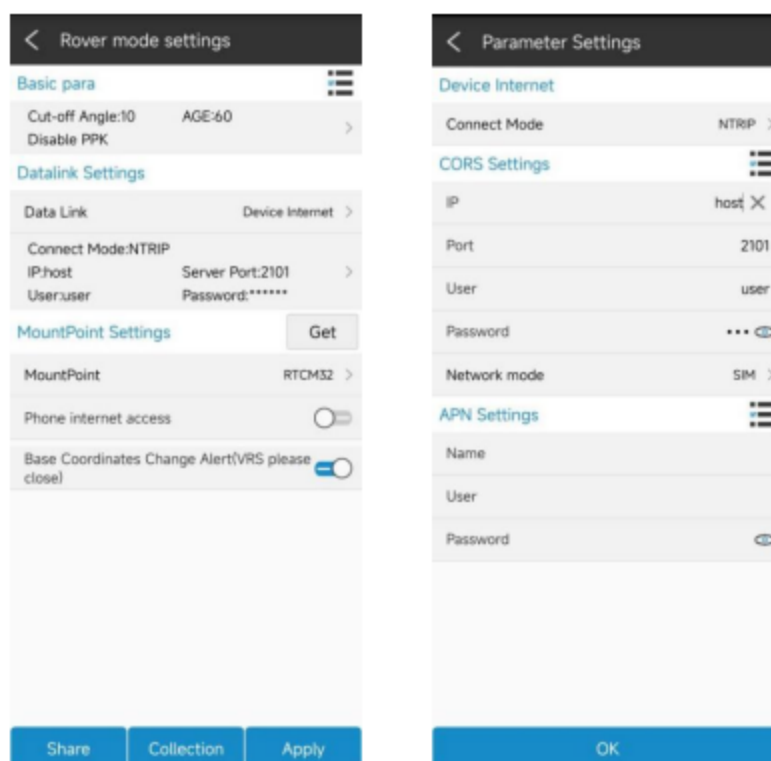 Rover mode settings
Basic para
Cut-off Angle:10 AGE:60
Disable PPK
Datalink Settings
Data Link Device Internet
Connect Mode:NTRIP
IP:host Server Port:2101
User:user Password:******
MountPoint Settings Get
MountPoint RTCM32
Phone internet access
Base Coordinates Change Alert(VRS please
close)
Share Collection Apply
Parameter Settings
Device Internet
Connect Mode NTRIP
CORS Settings
IP host
Port 2101
User user
Password •••
Network mode SIM
APN Settings
Name
User
Password
OK